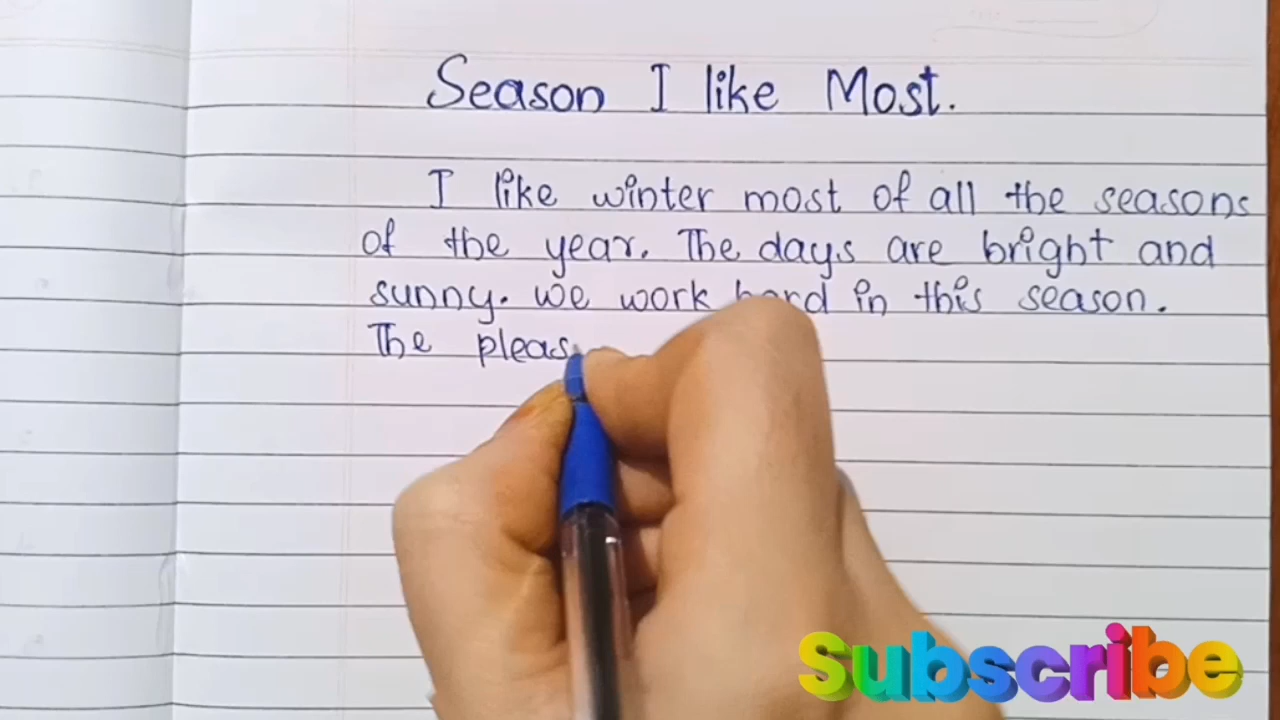 Season I like Most.
I like winter most of all the seasons
of the year. The days are bright and
sunny. We work hard in this season.
The pleas
Subscribe